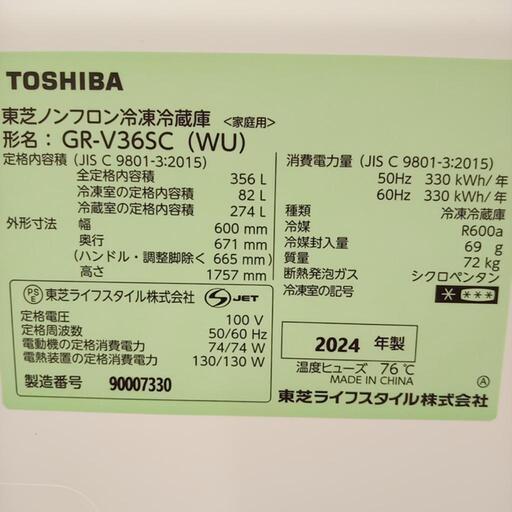 TOSHIBA
東芝ノンフロン冷凍冷蔵庫 <家庭用>
形名: GR-V36SC (WU)
定格内容積 (JIS C 9801-3:2015)
全定格内容積 356 L
冷凍室の定格内容積 82 L
冷蔵室の定格内容積 274 L
外形寸法 幅 600 mm
奥行 671 mm
(ハンドル・調整脚除く 665 mm)
高さ 1757 mm
消費電力量 (JIS C 9801-3:2015)
50Hz 330 kWh/年
60Hz 330 kWh/年
種類 冷凍冷蔵庫
冷媒 R600a
冷媒封入量 69 g
質量 72 kg
断熱発泡ガス シクロペンタン
冷凍室の記号 * ***
PSE 東芝ライフスタイル株式会社 S JET
定格電圧 100 V
定格周波数 50/60 Hz
電動機の定格消費電力 74/74 W
電熱装置の定格消費電力 130/130 W
製造番号 90007330
2024 年製
温度ヒューズ 76℃
MADE IN CHINA
Ⓐ
東芝ライフスタイル株式会社